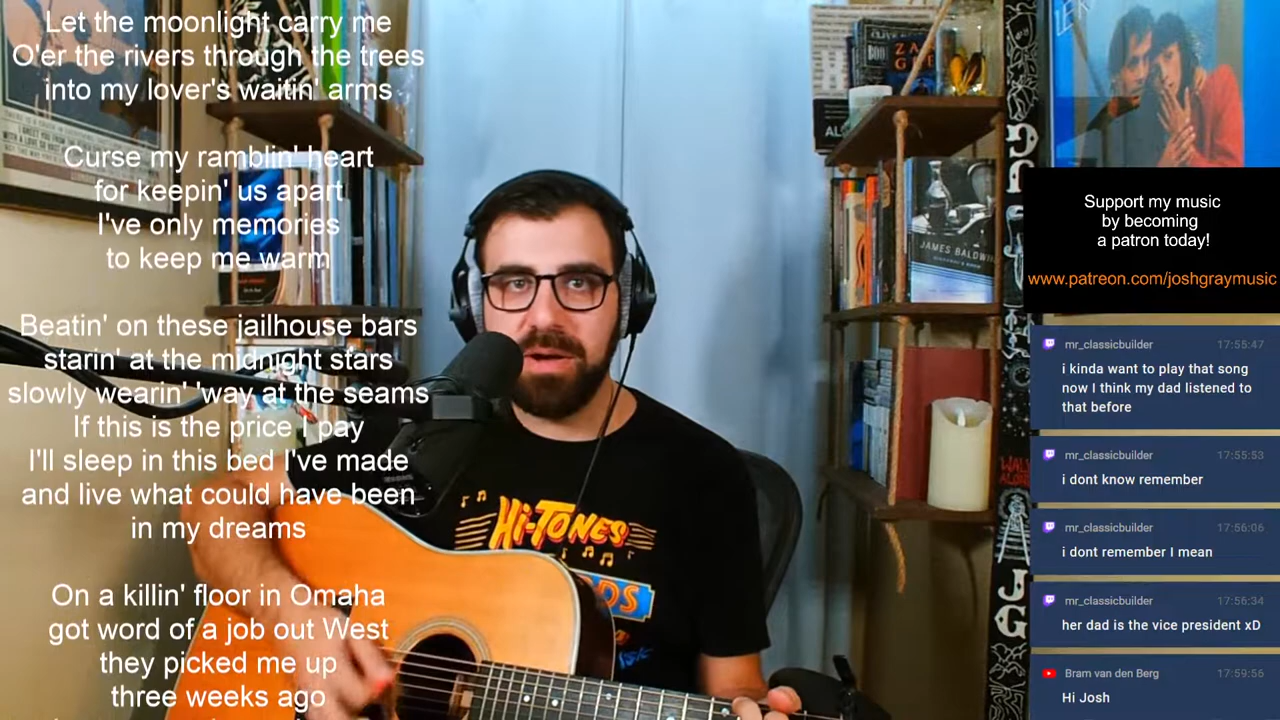 Let the moonlight carry me
O'er the rivers through the trees
into my lover's waitin' arms
Curse my ramblin' heart
for keepin' us apart
I've only memories
to keep me warm
Beatin' on these jailhouse bars
starin' at the midnight stars
slowly wearin' 'way at the seams
If this is the price I pay
I'll sleep in this bed I've made
and live what could have been
in my dreams
On a killin' floor in Omaha
got word of a job out West
they picked me up
three weeks ago
HI-TONES
JAMES BALDWIN
Support my music
by becoming
a patron today!
www.patreon.com/joshgraymusic
mr_classicbuilder 17:55:47
i kinda want to play that song
now I think my dad listened to
that before
mr_classicbuilder 17:55:53
i dont know remember
mr_classicbuilder 17:56:06
i dont remember I mean
mr_classicbuilder 17:56:34
her dad is the vice president xD
Bram van den Berg 17:59:56
Hi Josh